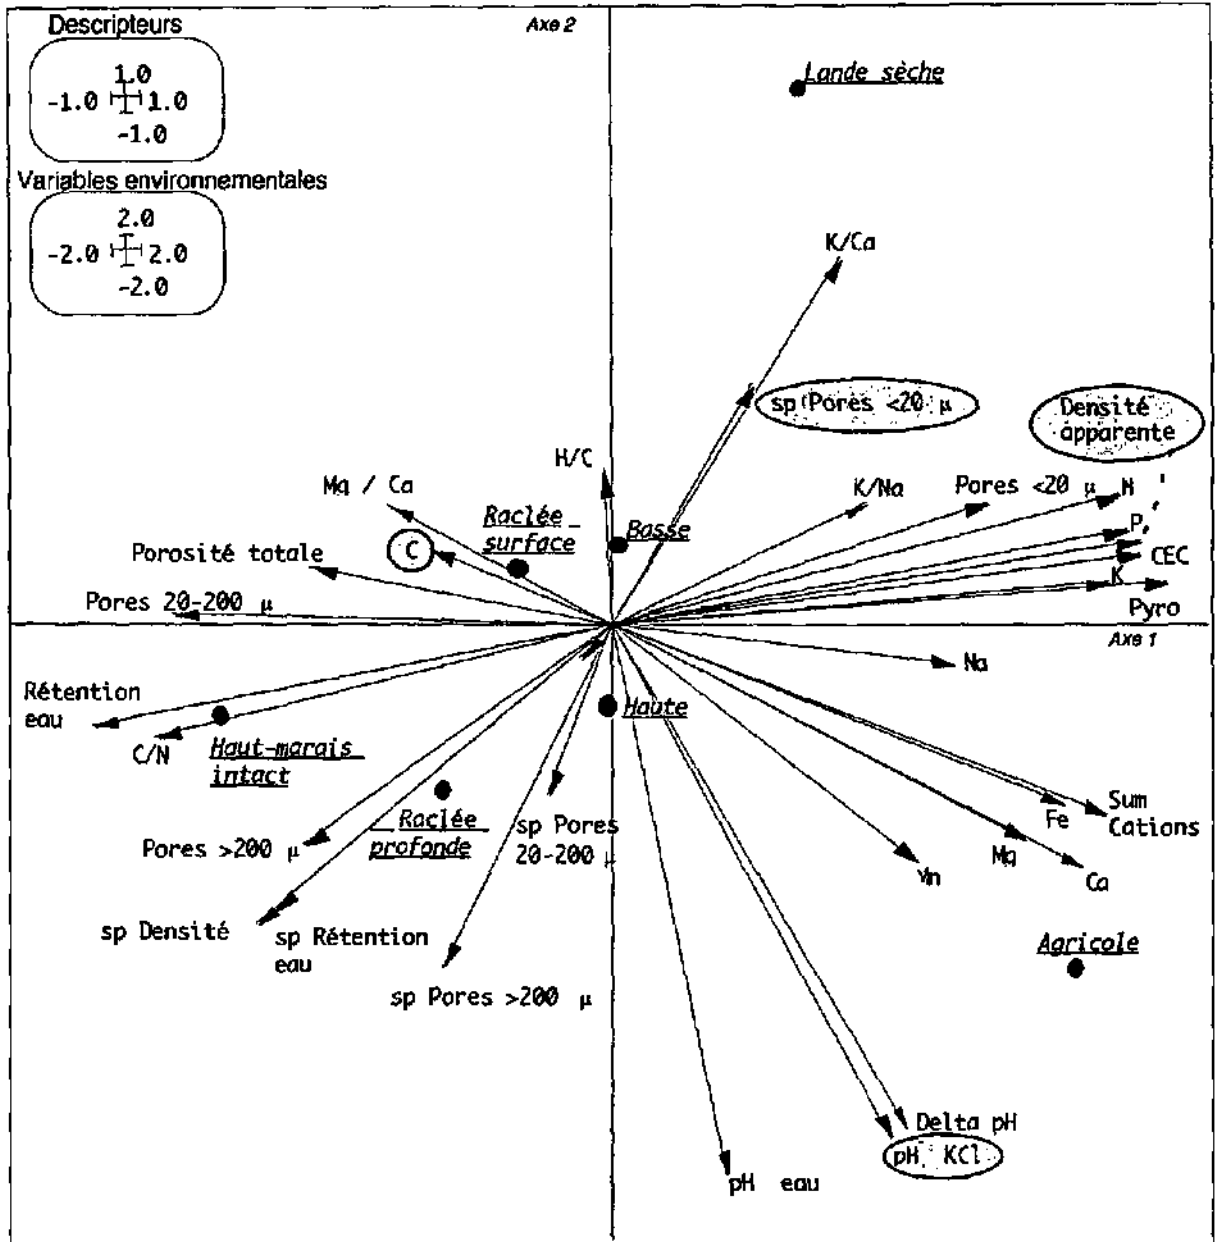 Descripteurs
Axe 2
1.0
-1.0 1.0
-1.0
Variables environnementales
2.0
-2.0 2.0
-2.0
Lande sèche
K/Ca
sp Pores <20 µ
Densité
apparente
H/C
Mg / Ca
K/Na
Pores <20 µ
N
Raclée
surface
Basse
P
C
Porosité totale
CEC
K
Pores 20-200 µ
Pyro
Axe 1
Na
Rétention
eau
C/N
Haut-marais
intact
Haute
Sum
Cations
Fe
Raclée
profonde
sp Pores
20-200 µ
Pores >200 µ
Mg
Mn
Ca
sp Densité
sp Rétention
eau
Agricole
sp Pores >200 µ
Delta pH
pH KCl
pH eau